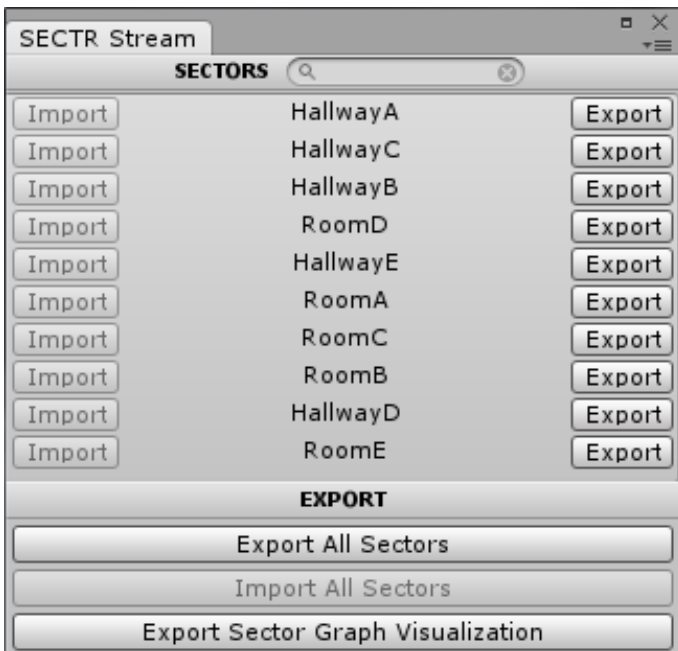 SECTR Stream
SECTORS
Import HallwayA Export
Import HallwayC Export
Import HallwayB Export
Import RoomD Export
Import HallwayE Export
Import RoomA Export
Import RoomC Export
Import RoomB Export
Import HallwayD Export
Import RoomE Export
EXPORT
Export All Sectors
Import All Sectors
Export Sector Graph Visualization